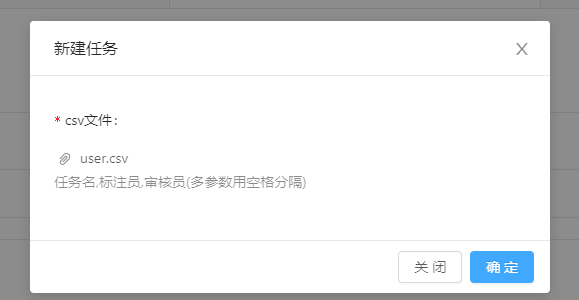 新建任务
* csv文件：
user.csv
任务名,标注员,审核员(多参数用空格分隔)
关 闭
确 定